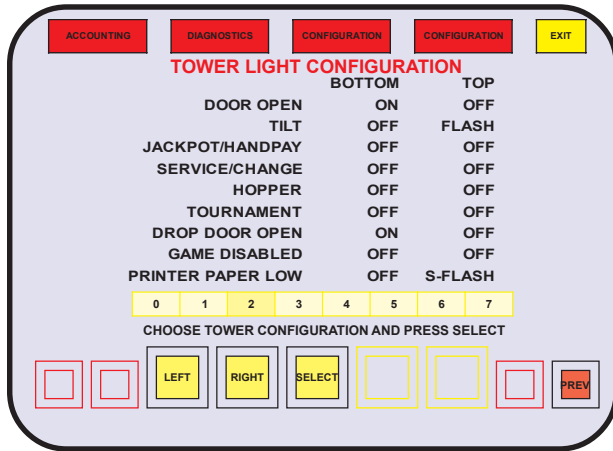 ACCOUNTING DIAGNOSTICS CONFIGURATION CONFIGURATION EXIT
TOWER LIGHT CONFIGURATION
BOTTOM TOP
DOOR OPEN ON OFF
TILT OFF FLASH
JACKPOT/HANDPAY OFF OFF
SERVICE/CHANGE OFF OFF
HOPPER OFF OFF
TOURNAMENT OFF OFF
DROP DOOR OPEN ON OFF
GAME DISABLED OFF OFF
PRINTER PAPER LOW OFF S-FLASH
0 1 2 3 4 5 6 7
CHOOSE TOWER CONFIGURATION AND PRESS SELECT
LEFT RIGHT SELECT PREV